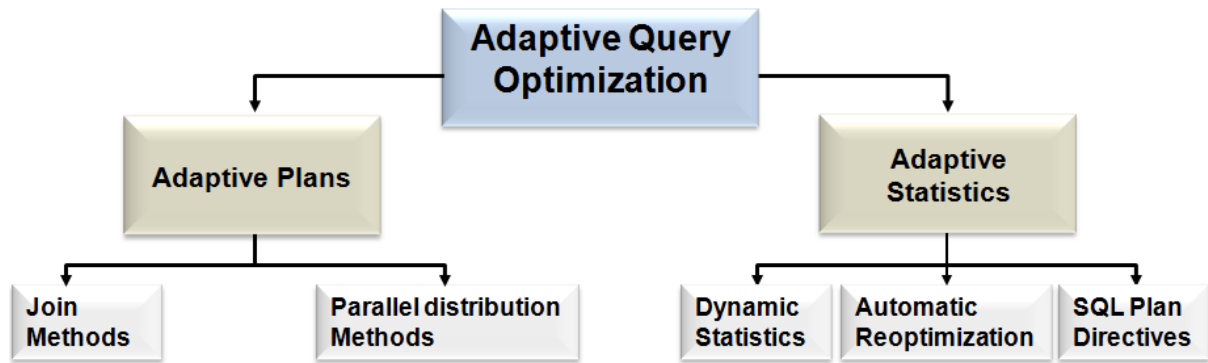 Adaptive Query
Optimization
Adaptive Plans
Adaptive
Statistics
Join
Methods
Parallel distribution
Methods
Dynamic
Statistics
Automatic
Reoptimization
SQL Plan
Directives